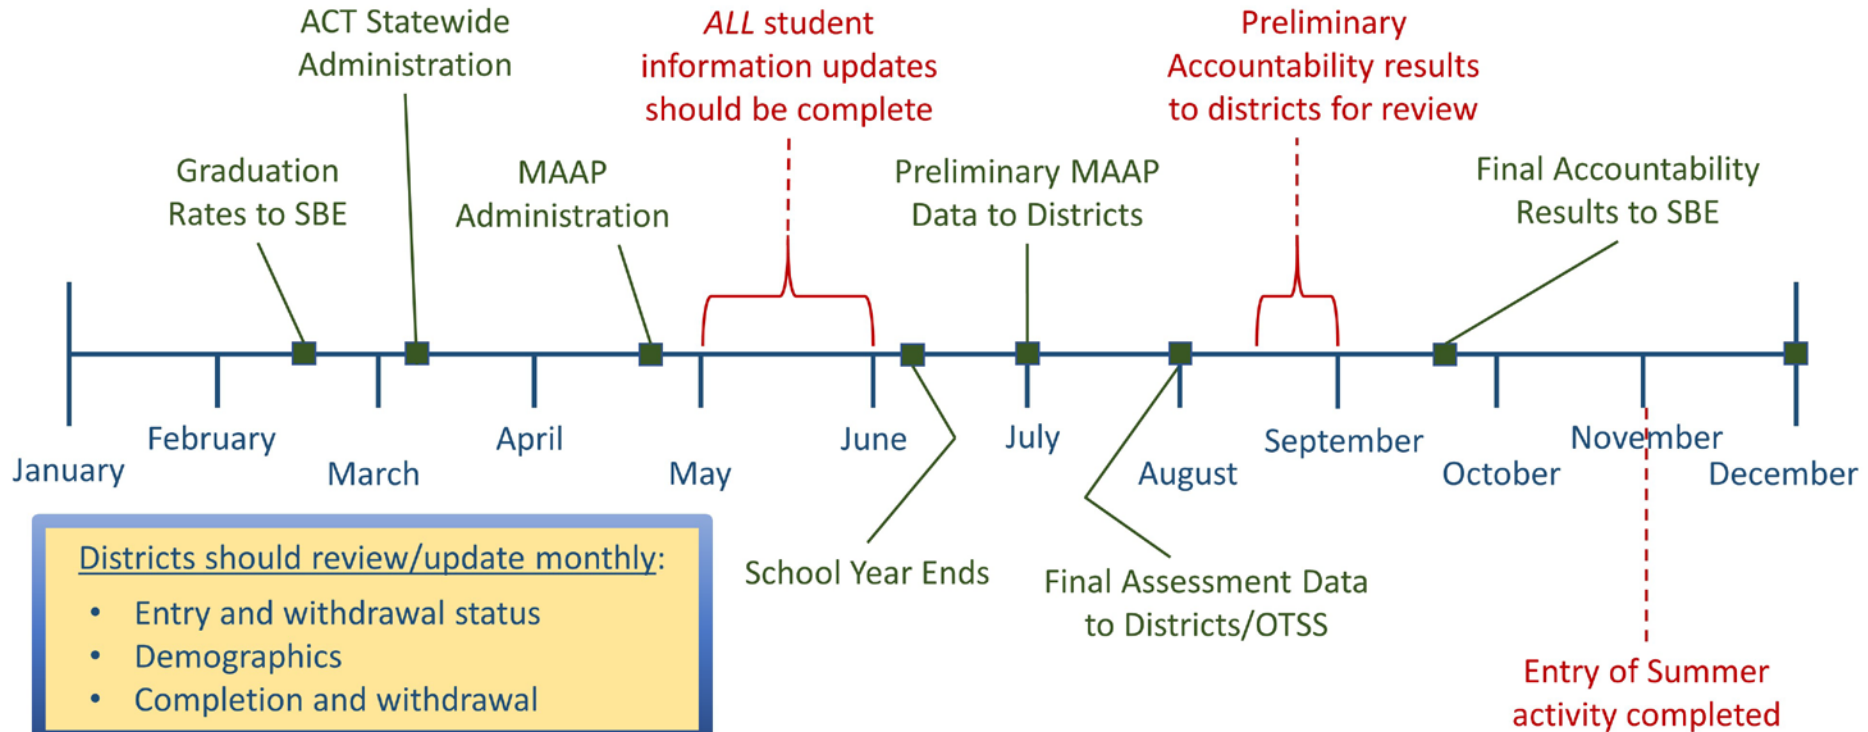 ACT Statewide
Administration
ALL student
information updates
should be complete
Preliminary
Accountability results
to districts for review
Graduation
Rates to SBE
MAAP
Administration
Preliminary MAAP
Data to Districts
Final Accountability
Results to SBE
January
February
March
April
May
June
July
August
September
October
November
December
Districts should review/update monthly:
• Entry and withdrawal status
• Demographics
• Completion and withdrawal
School Year Ends
Final Assessment Data
to Districts/OTSS
Entry of Summer
activity completed